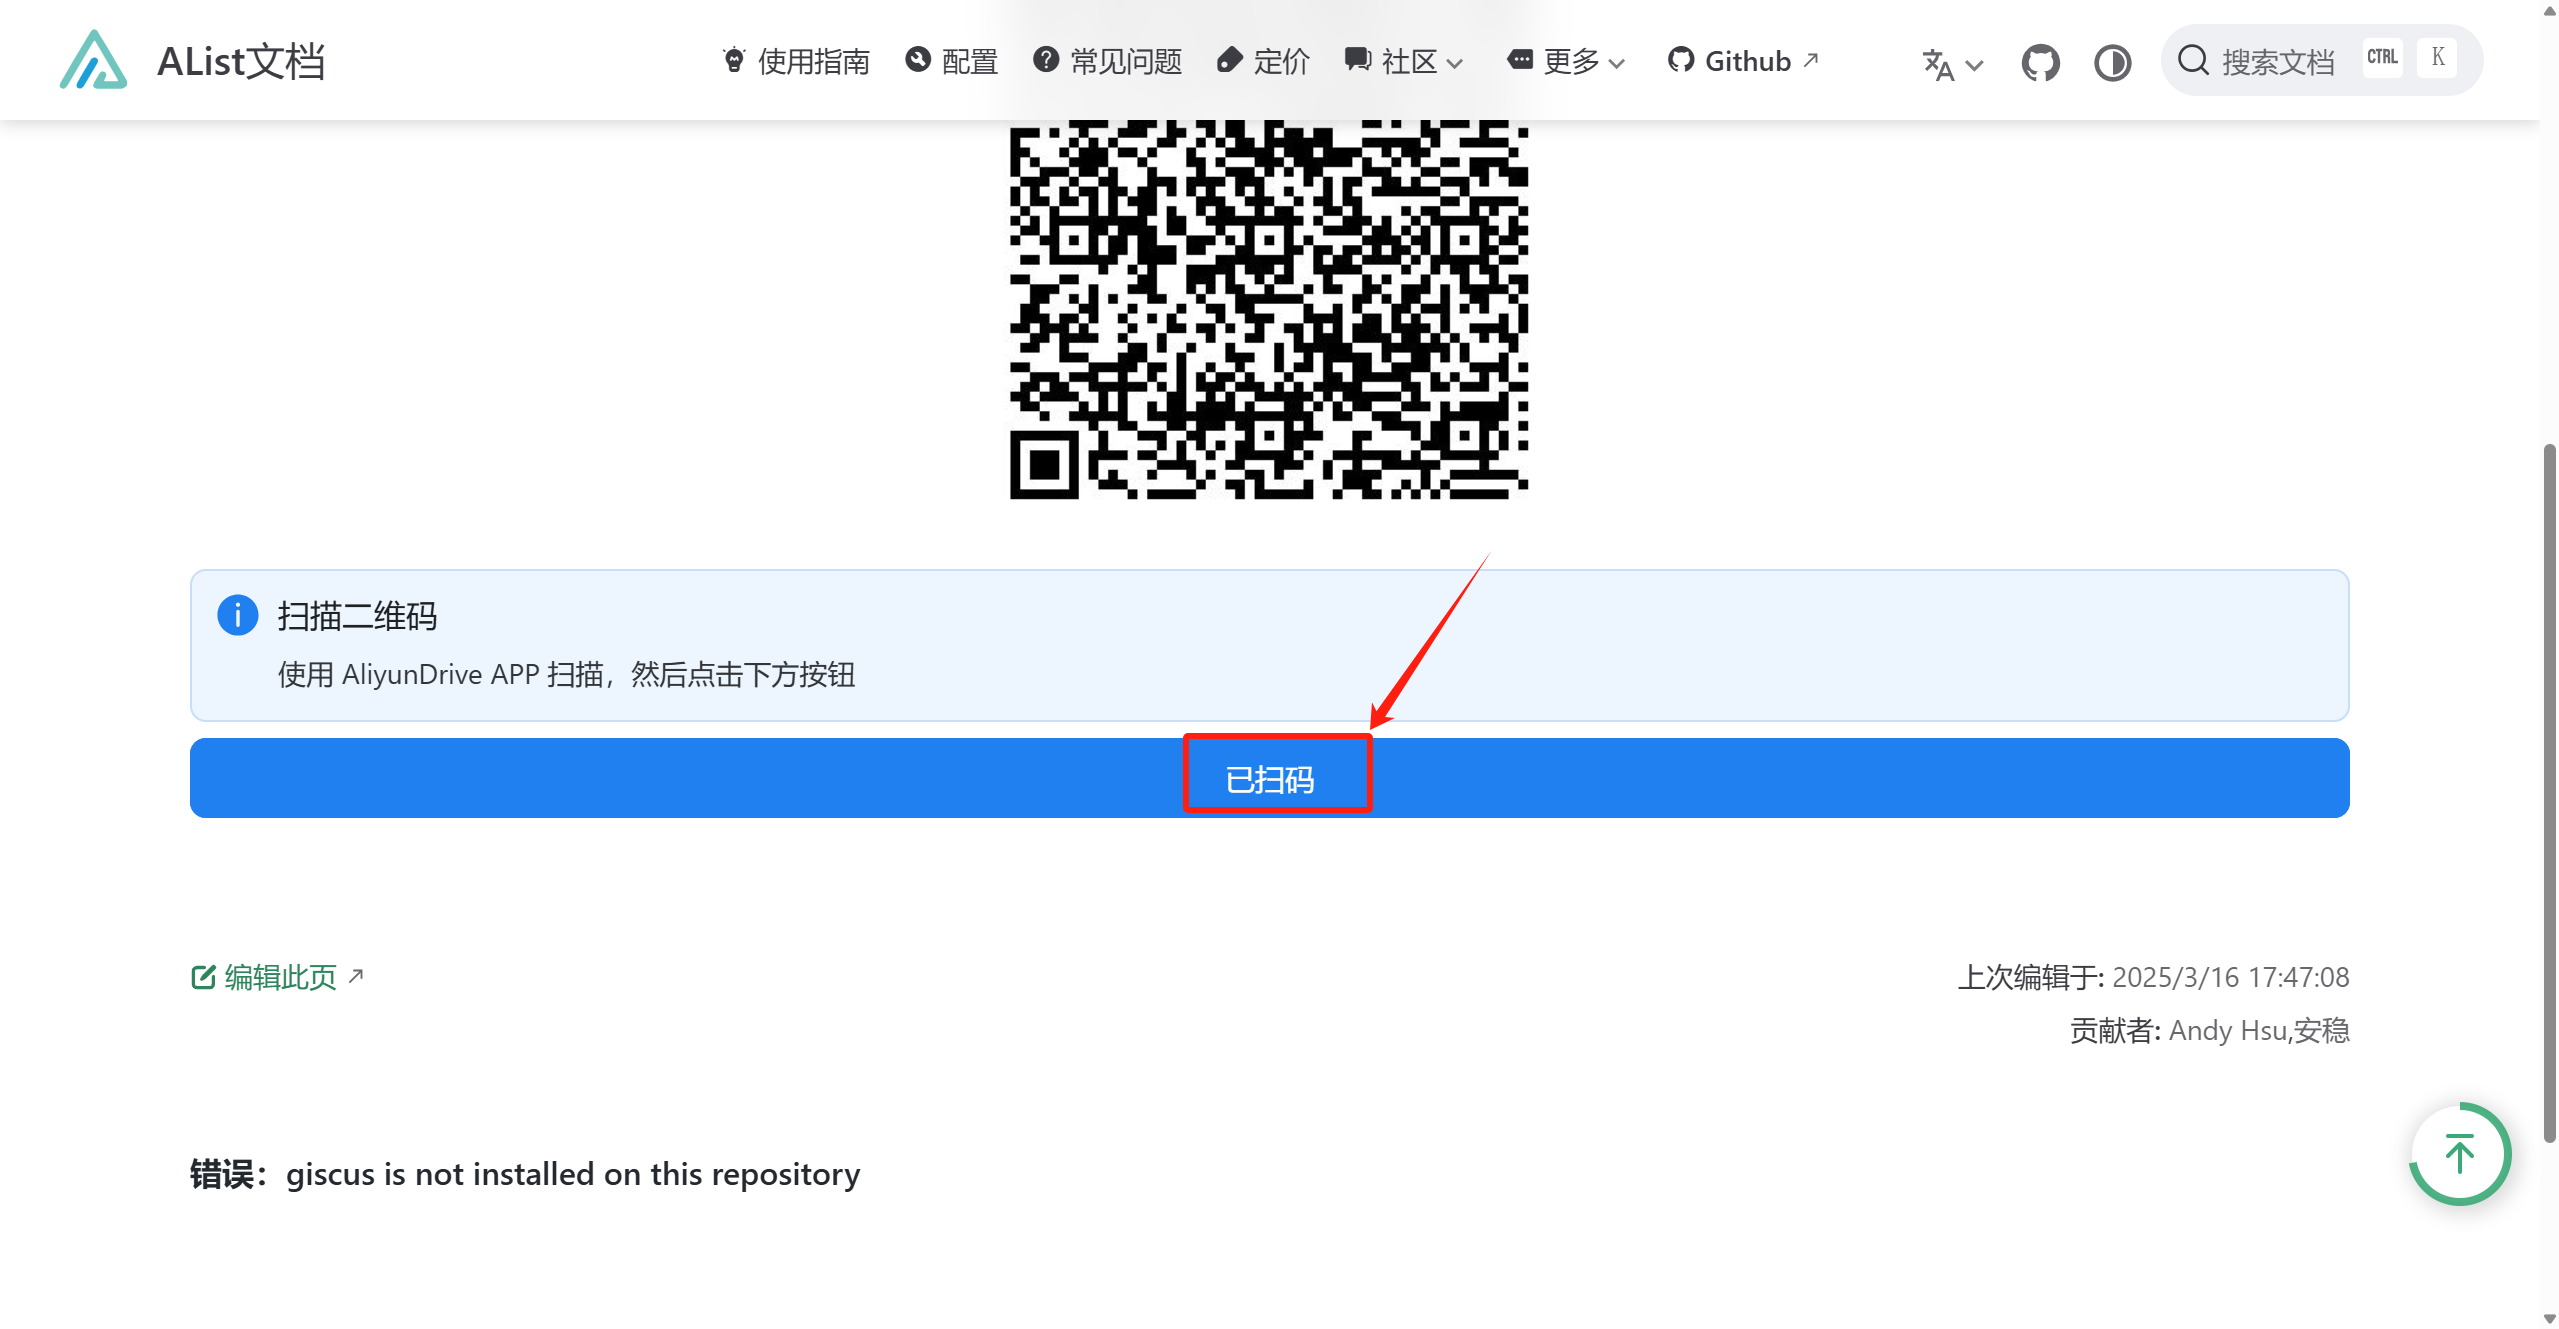 AList文档
使用指南 配置 常见问题 定价 社区 更多 Github 搜索文档 CTRL K
扫描二维码
使用 AliyunDrive APP 扫描，然后点击下方按钮
已扫码
编辑此页
上次编辑于: 2025/3/16 17:47:08
贡献者: Andy Hsu,安稳
错误：giscus is not installed on this repository